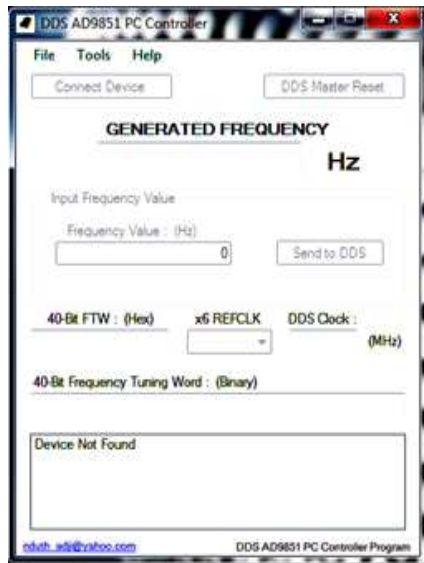 DDS AD9851 PC Controller
File Tools Help
Connect Device DDS Master Reset
GENERATED FREQUENCY
Hz
Input Frequency Value
Frequency Value : (Hz)
0 Send to DDS
40-Bit FTW : (Hex) x6 REFCLK DDS Clock :
(MHz)
40-Bit Frequency Tuning Word : (Binary)
Device Not Found
DDS AD9851 PC Controller Program